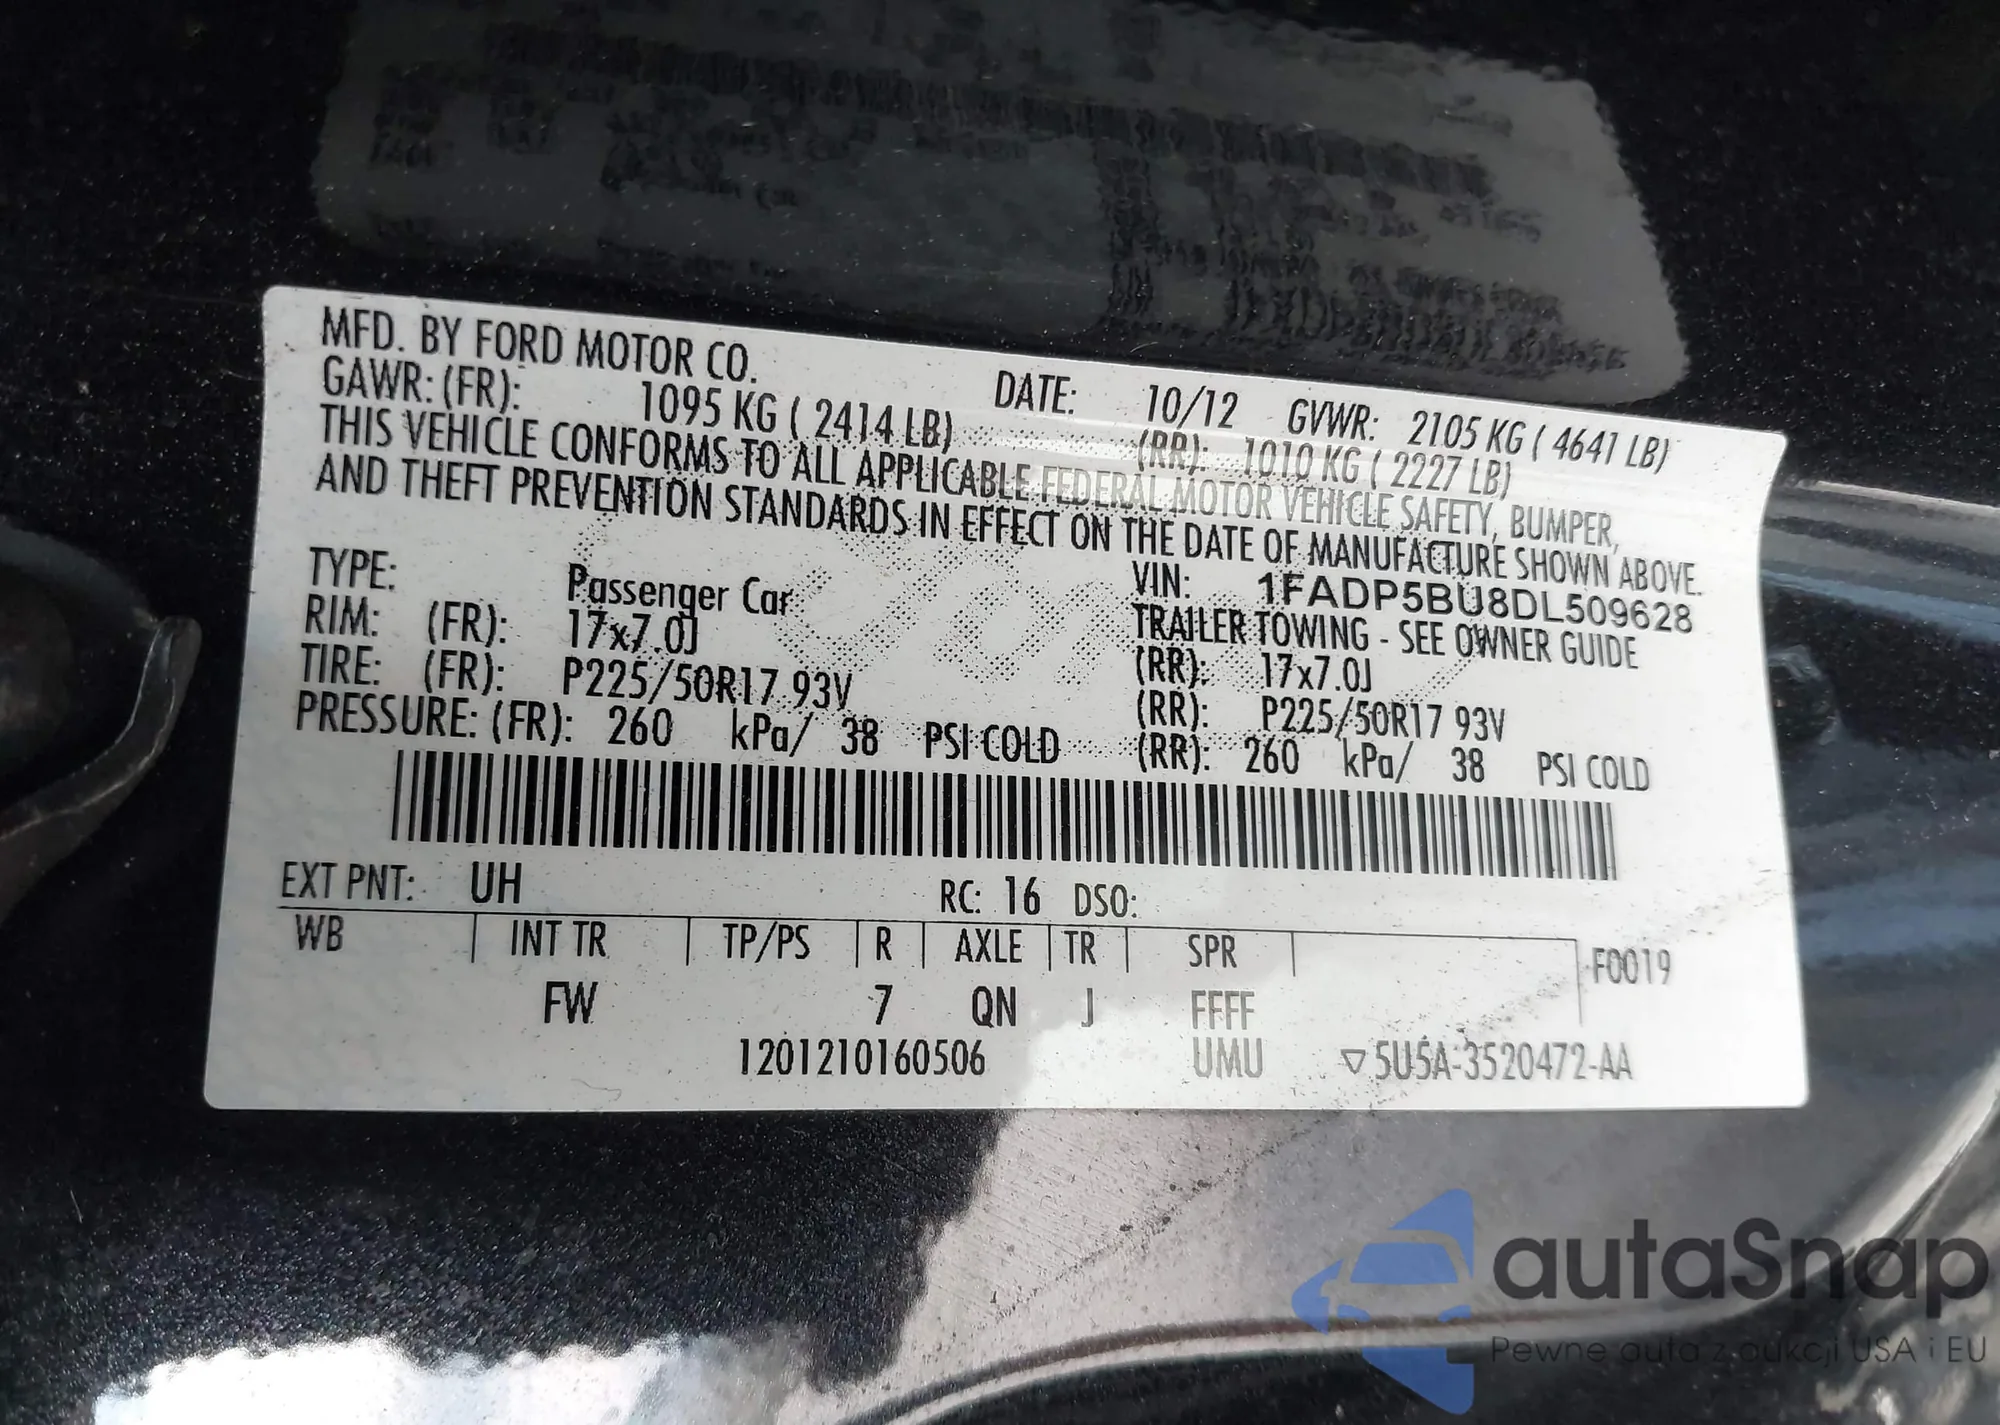 MFD. BY FORD MOTOR CO. DATE: 10/12 GVWR: 2105 KG ( 4641 LB)
GAWR: (FR): 1095 KG ( 2414 LB) (RR): 1010 KG ( 2227 LB)
THIS VEHICLE CONFORMS TO ALL APPLICABLE FEDERAL MOTOR VEHICLE SAFETY, BUMPER,
AND THEFT PREVENTION STANDARDS IN EFFECT ON THE DATE OF MANUFACTURE SHOWN ABOVE.
VIN: 1FADP5BU8DL509628
TYPE: Passenger Car TRAILER TOWING - SEE OWNER GUIDE
RIM: (FR): 17x7.0J (RR): 17x7.0J
TIRE: (FR): P225/50R17 93V (RR): P225/50R17 93V
PRESSURE: (FR): 260 kPa/ 38 PSI COLD (RR): 260 kPa/ 38 PSI COLD
EXT PNT: UH RC: 16 DSO:
WB INT TR TP/PS R AXLE TR SPR F0019
FW 7 QN J FFFF
1201210160506 UMU ▽5U5A-3520472-AA
autaSnap
Pewne auta z aukcji USA i EU